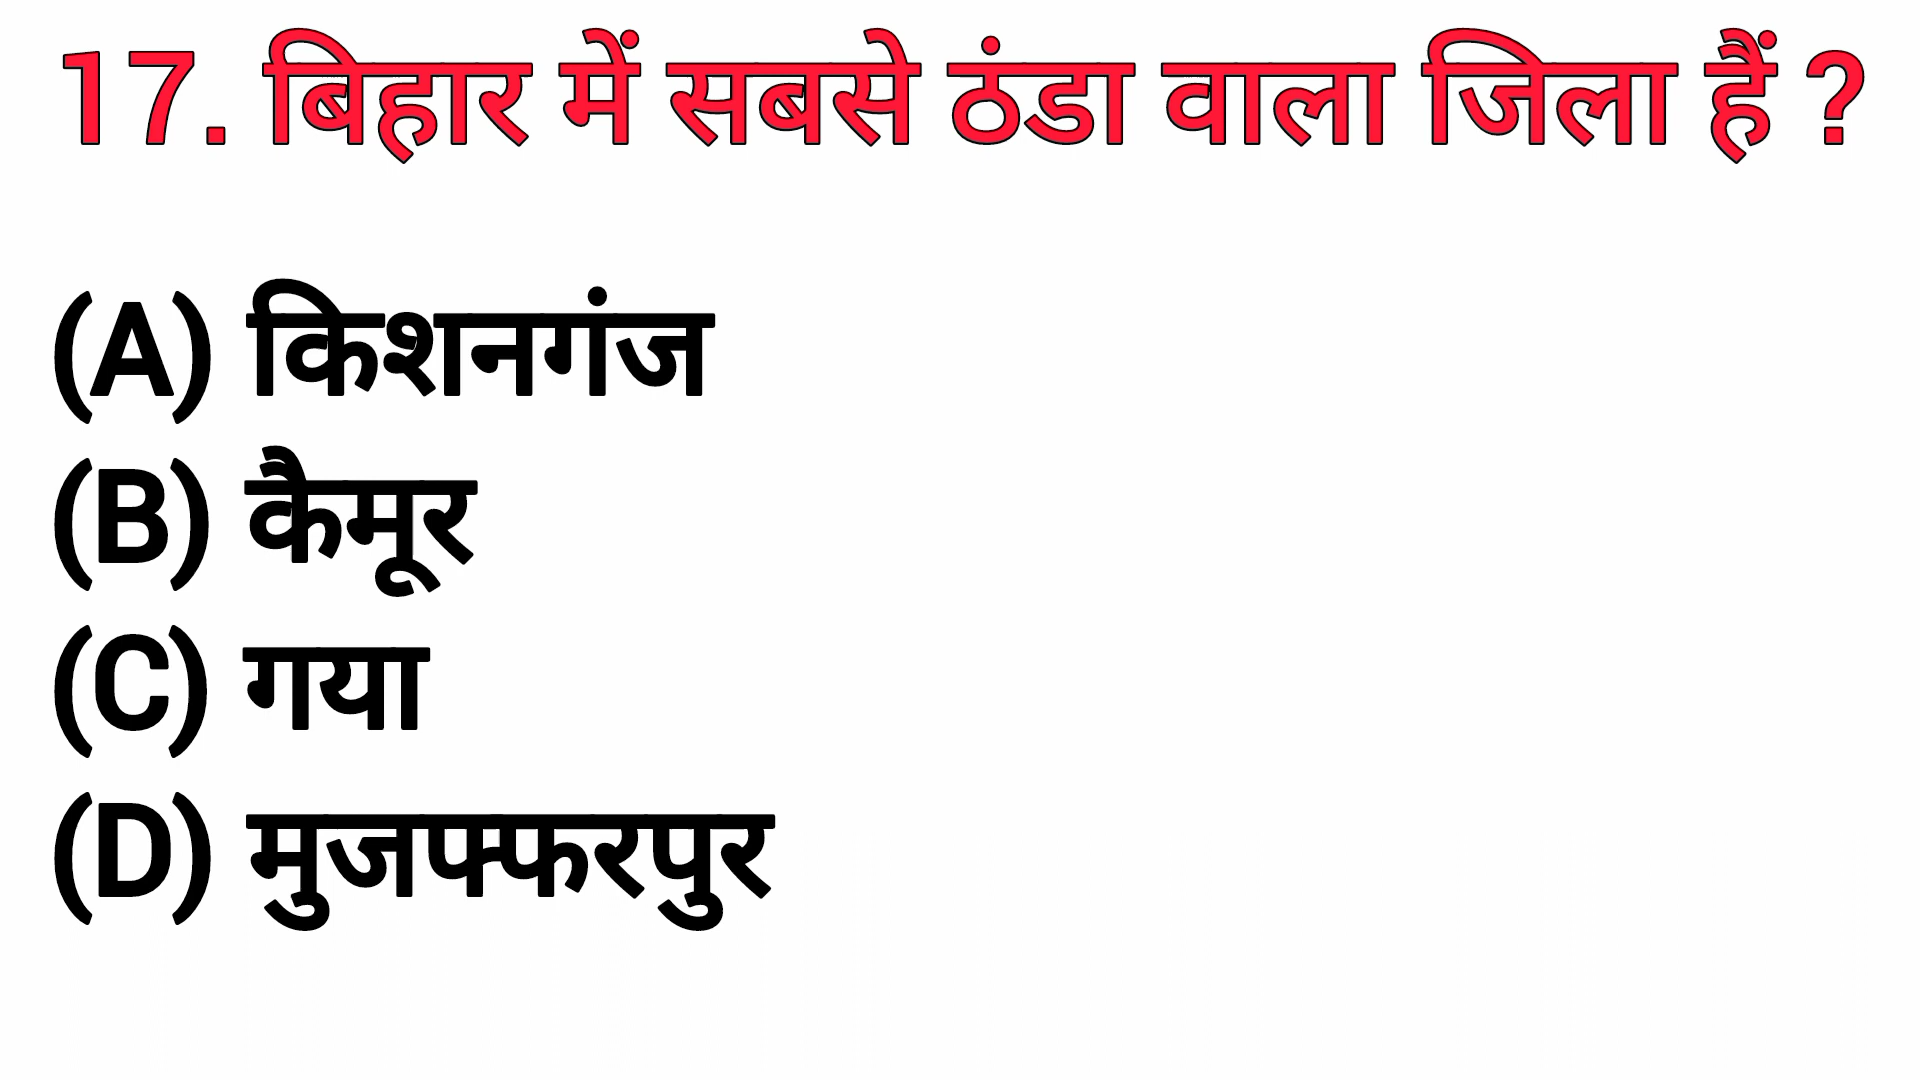 17. बिहार में सबसे ठंडा वाला जिला हैं ?
(A) किशनगंज
(B) कैमूर
(C) गया
(D) मुजफ्फरपुर